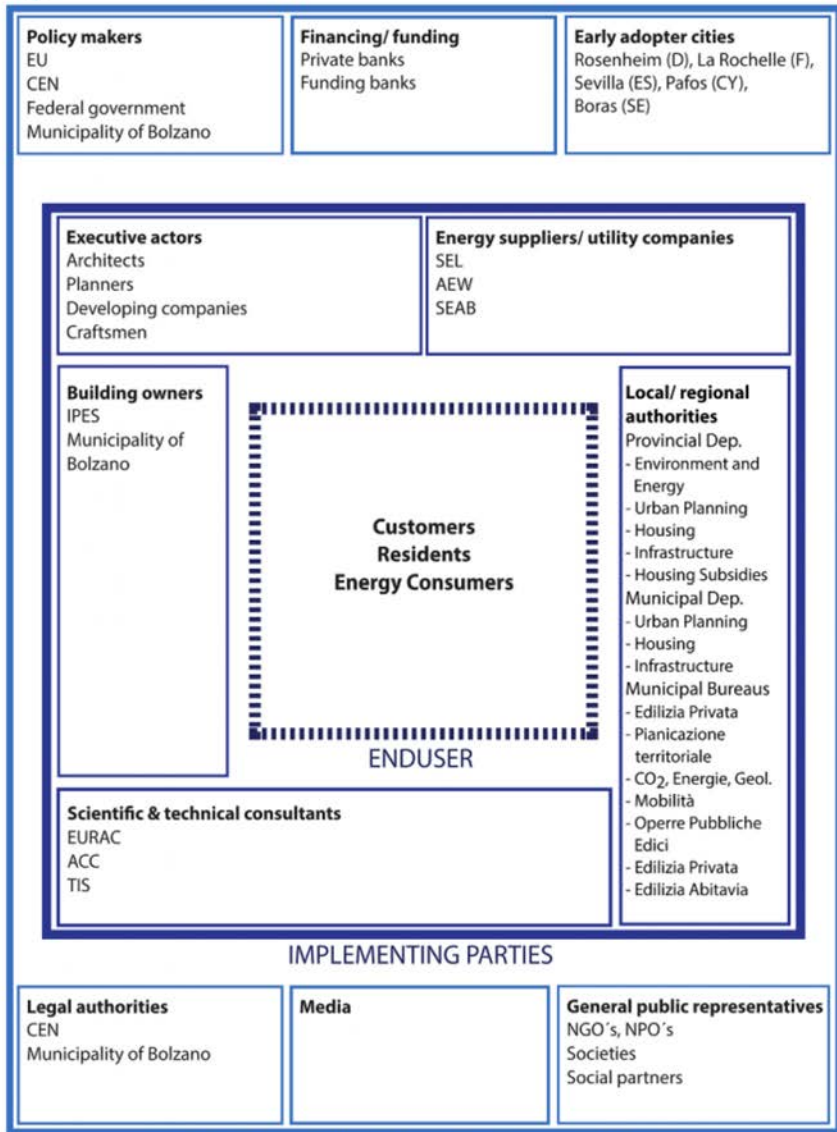 Policy makers
EU
CEN
Federal government
Municipality of Bolzano
Financing/ funding
Private banks
Funding banks
Early adopter cities
Rosenheim (D), La Rochelle (F),
Sevilla (ES), Pafos (CY),
Boras (SE)
Executive actors
Architects
Planners
Developing companies
Craftsmen
Energy suppliers/ utility companies
SEL
AEW
SEAB
Building owners
IPES
Municipality of
Bolzano
Customers
Residents
Energy Consumers
ENDUSER
Local/ regional
authorities
Provincial Dep.
- Environment and
Energy
- Urban Planning
- Housing
- Infrastructure
- Housing Subsidies
Municipal Dep.
- Urban Planning
- Housing
- Infrastructure
Municipal Bureaus
- Edilizia Privata
- Pianicazione
territoriale
- CO₂, Energie, Geol.
- Mobilità
- Operre Pubbliche
Edici
- Edilizia Privata
- Edilizia Abitavia
Scientific & technical consultants
EURAC
ACC
TIS
IMPLEMENTING PARTIES
Legal authorities
CEN
Municipality of Bolzano
Media
General public representatives
NGO´s, NPO´s
Societies
Social partners